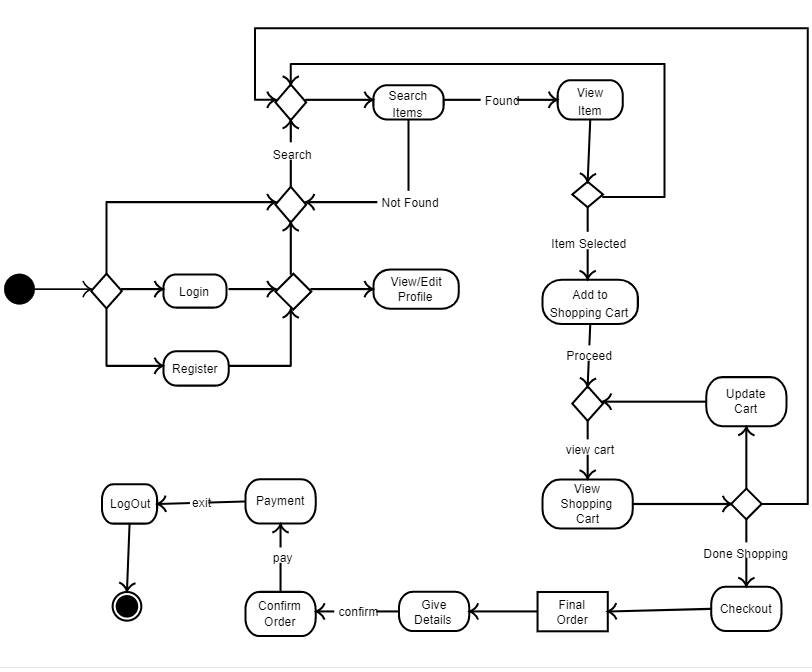 Search
Items
Found
View
Item
Search
Not Found
Item Selected
Login
View/Edit
Profile
Add to
Shopping Cart
Proceed
Register
Update
Cart
view cart
LogOut
exit
Payment
View
Shopping
Cart
Done Shopping
pay
Confirm
Order
confirm
Give
Details
Final
Order
Checkout